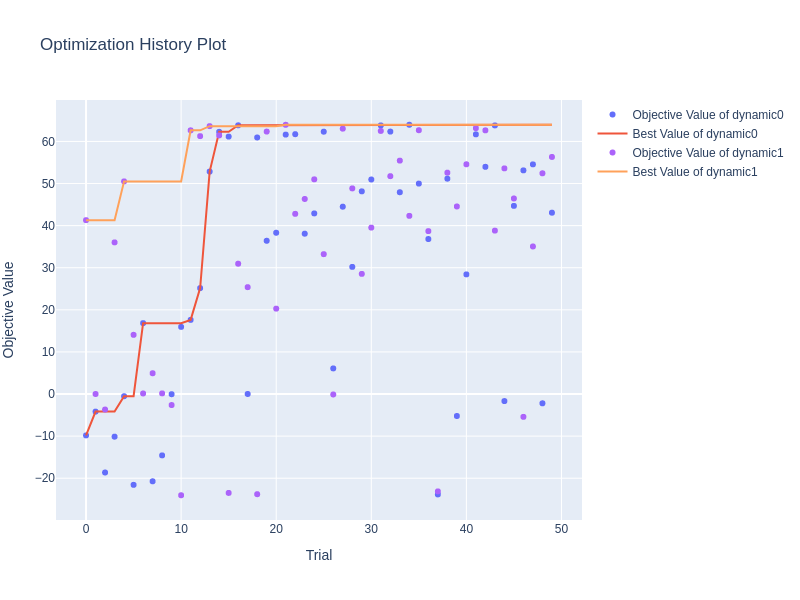 Optimization History Plot
Objective Value of dynamic0
Best Value of dynamic0
Objective Value of dynamic1
Best Value of dynamic1
60
50
40
30
20
10
0
−10
−20
Objective Value
0
10
20
30
40
50
Trial